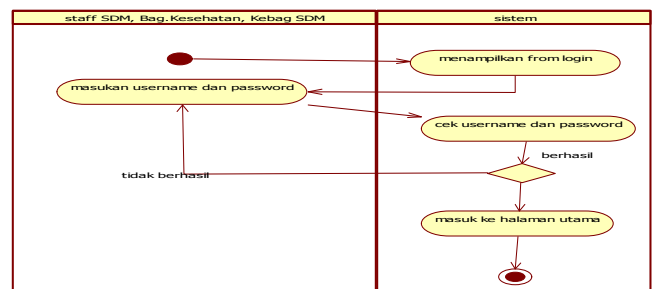 staff SDM, Bag.Kesehatan, Kebag SDM
sistem
menampilkan from login
masukan username dan password
cek username dan password
berhasil
tidak berhasil
masuk ke halaman utama